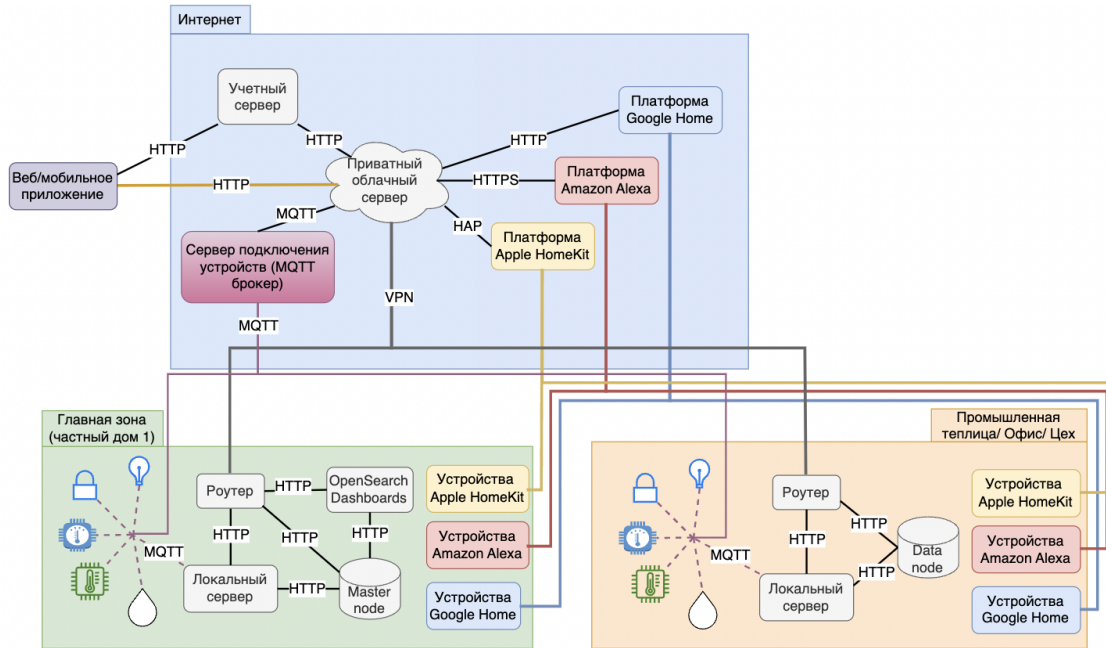 Интернет
Учетный
сервер
Платформа
Google Home
HTTP
HTTP
HTTP
Приватный
облачный
сервер
Веб/мобильное
приложение
HTTP
HTTPS
Платформа
Amazon Alexa
MQTT
HAP
Сервер подключения
устройств (MQTT
брокер)
Платформа
Apple HomeKit
VPN
MQTT
Главная зона
(частный дом 1)
Роутер
HTTP
OpenSearch
Dashboards
Устройства
Apple HomeKit
HTTP
HTTP
HTTP
Устройства
Amazon Alexa
MQTT
Локальный
сервер
HTTP
Master
node
Устройства
Google Home
Промышленная
теплица/ Офис/ Цех
Роутер
Устройства
Apple HomeKit
HTTP
HTTP
Data
node
Устройства
Amazon Alexa
MQTT
HTTP
Локальный
сервер
Устройства
Google Home